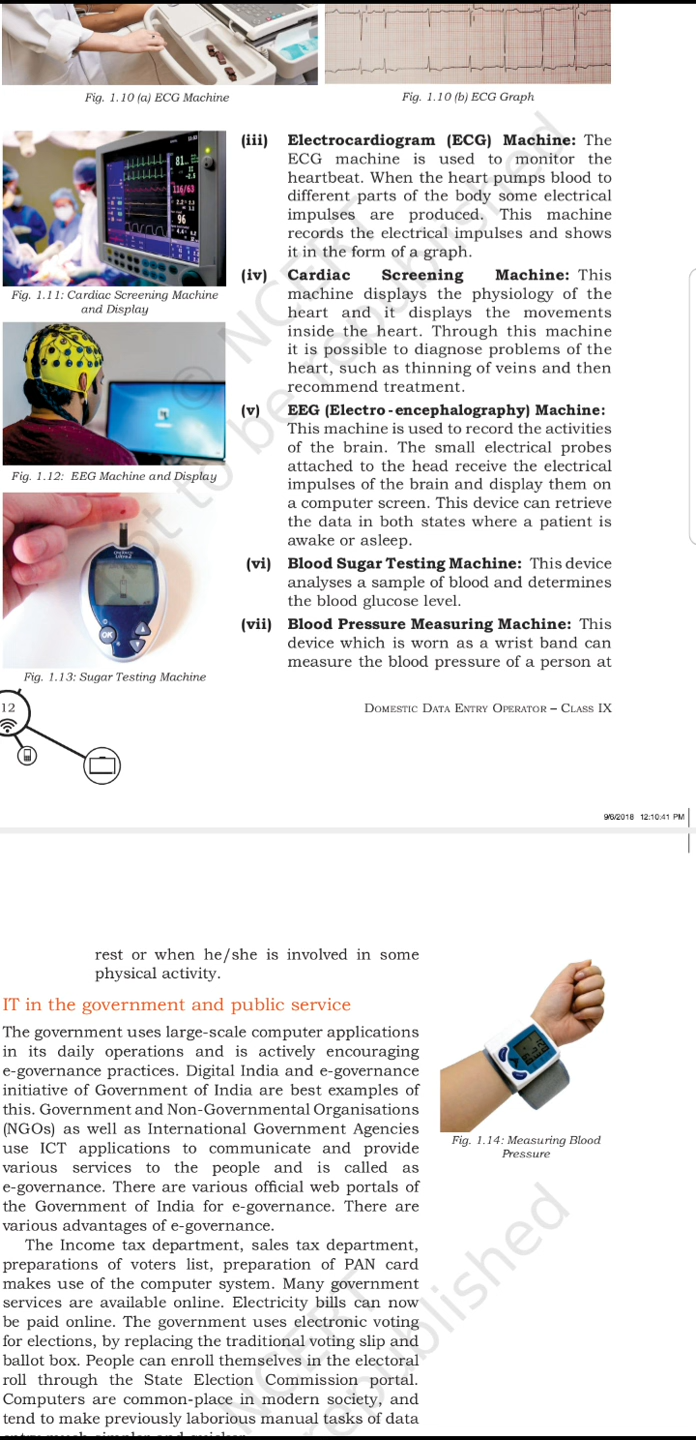 Fig. 1.10 (a) ECG Machine
Fig. 1.10 (b) ECG Graph
(iii) Electrocardiogram (ECG) Machine: The
ECG machine is used to monitor the
heartbeat. When the heart pumps blood to
different parts of the body some electrical
impulses are produced. This machine
records the electrical impulses and shows
it in the form of a graph.
81
116/63
96
Fig. 1.11: Cardiac Screening Machine
and Display
(iv) Cardiac Screening Machine: This
machine displays the physiology of the
heart and it displays the movements
inside the heart. Through this machine
it is possible to diagnose problems of the
heart, such as thinning of veins and then
recommend treatment.
(v) EEG (Electro-encephalography) Machine:
This machine is used to record the activities
of the brain. The small electrical probes
attached to the head receive the electrical
impulses of the brain and display them on
a computer screen. This device can retrieve
the data in both states where a patient is
awake or asleep.
Fig. 1.12: EEG Machine and Display
(vi) Blood Sugar Testing Machine: This device
analyses a sample of blood and determines
the blood glucose level.
OK
(vii) Blood Pressure Measuring Machine: This
device which is worn as a wrist band can
measure the blood pressure of a person at
Fig. 1.13: Sugar Testing Machine
12
DOMESTIC DATA ENTRY OPERATOR – CLASS IX
9/6/2018 12:10:41 PM
© NCERT
not to be republished
rest or when he/she is involved in some
physical activity.
IT in the government and public service
The government uses large-scale computer applications
in its daily operations and is actively encouraging
e-governance practices. Digital India and e-governance
initiative of Government of India are best examples of
this. Government and Non-Governmental Organisations
(NGOs) as well as International Government Agencies
use ICT applications to communicate and provide
various services to the people and is called as
e-governance. There are various official web portals of
the Government of India for e-governance. There are
various advantages of e-governance.
The Income tax department, sales tax department,
preparations of voters list, preparation of PAN card
makes use of the computer system. Many government
services are available online. Electricity bills can now
be paid online. The government uses electronic voting
for elections, by replacing the traditional voting slip and
ballot box. People can enroll themselves in the electoral
roll through the State Election Commission portal.
Computers are common-place in modern society, and
tend to make previously laborious manual tasks of data
Fig. 1.14: Measuring Blood
Pressure
NCERT
republished